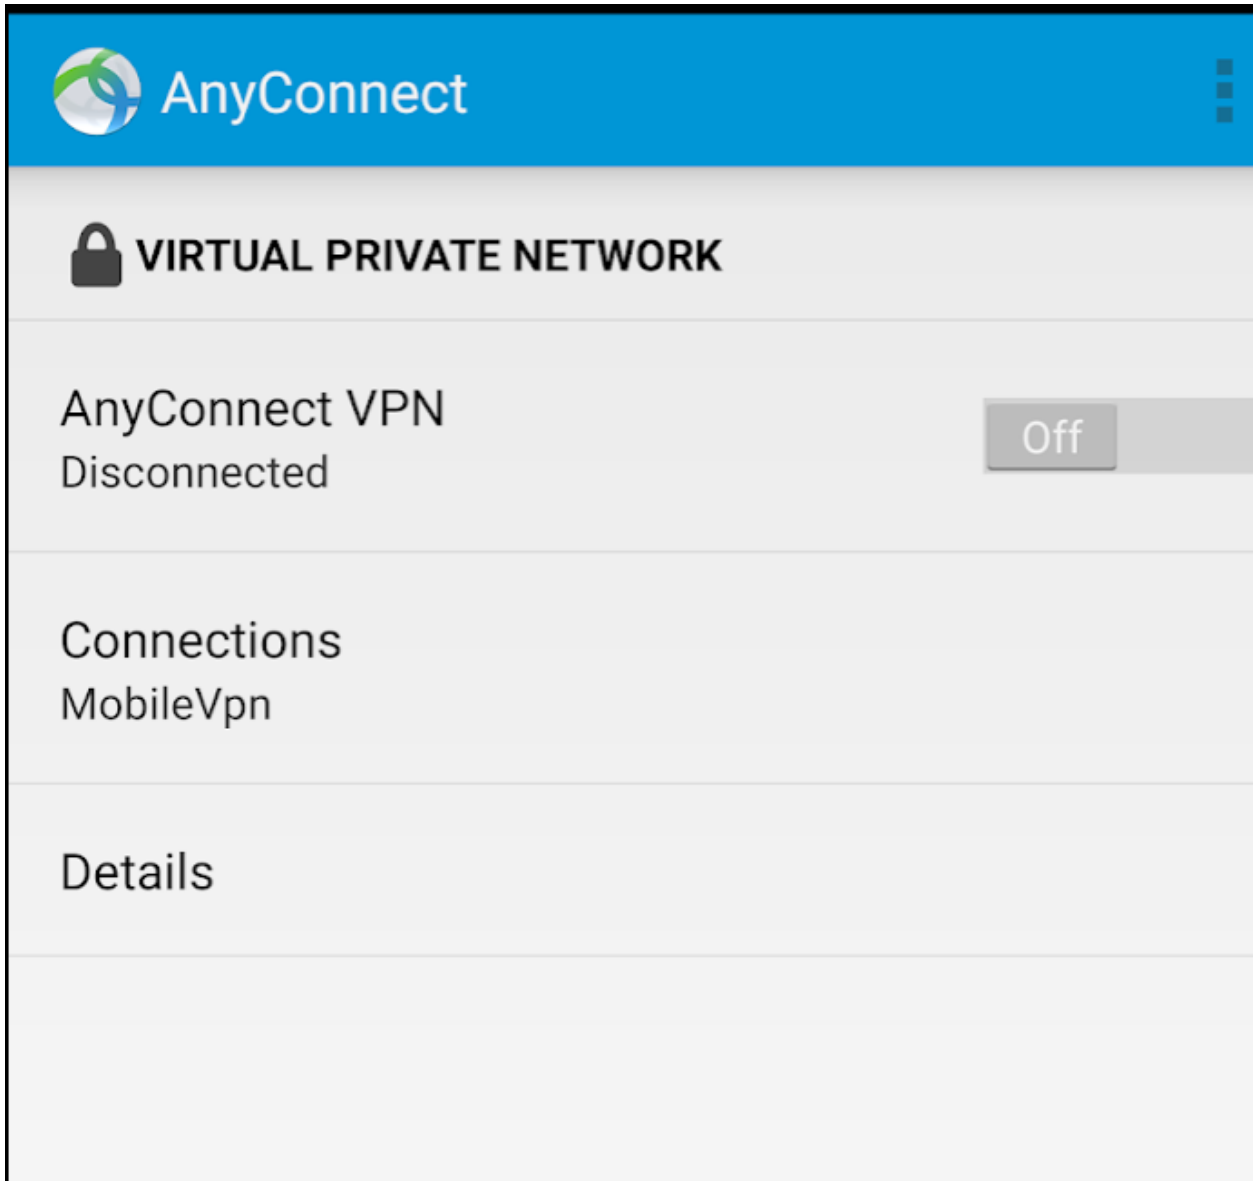 AnyConnect
VIRTUAL PRIVATE NETWORK
AnyConnect VPN
Disconnected
Off
Connections
MobileVpn
Details